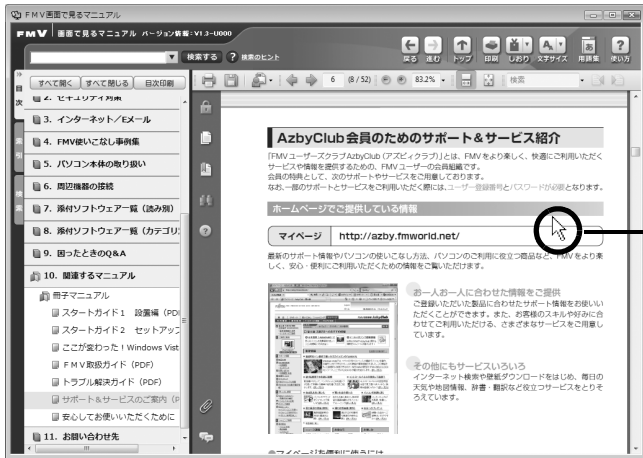 FMV画面で見るマニュアル
FMV 画面で見るマニュアル バージョン情報:V1.3-U000
検索する ? 検索のヒント
戻る 進む トップ 印刷 しおり 文字サイズ 用語集 使い方
目次
索引
検索
すべて開く すべて閉じる 目次印刷
2. セキュリティ対策
3. インターネット/Eメール
4. FMV使いこなし事例集
5. パソコン本体の取り扱い
6. 周辺機器の接続
7. 添付ソフトウェア一覧(読み別)
8. 添付ソフトウェア一覧(カテゴリ
9. 困ったときのQ&A
10. 関連するマニュアル
冊子マニュアル
スタートガイド1 設置編(PDF
スタートガイド2 セットアップ
ここが変わった!Windows Vist
FMV取扱ガイド(PDF)
トラブル解決ガイド(PDF)
サポート&サービスのご案内(P
安心してお使いいただくために
11. お問い合わせ先
6 (8 / 52) 83.2% 検索
AzbyClub会員のためのサポート&サービス紹介
「FMVユーザーズクラブAzbyClub(アズビィクラブ)」とは、FMVをより楽しく、快適にご利用いただく
サービスや情報を提供するための、FMVユーザーの会員組織です。
会員の特典として、次のサポートやサービスをご用意しております。
なお、一部のサポートとサービスをご利用いただく際には、ユーザー登録番号とパスワードが必要となります。
ホームページでご提供している情報
マイページ http://azby.fmworld.net/
最新のサポート情報やパソコンの使いこなし方法、パソコンのご利用に役立つ商品など、FMVをより楽
しく、安心・便利にご利用いただくための情報をご覧いただけます。
お一人お一人に合わせた情報をご提供
ご登録いただいた製品に合わせたサポート情報をお使いい
ただくことができます。また、お客様のスキルや好みに合
わせてご利用いただける、さまざまなサービスをご用意し
ています。
その他にもサービスいろいろ
インターネット検索や壁紙ダウンロードをはじめ、毎日の
天気や地図情報、辞書・翻訳など役立つサービスをとりそ
ろえています。
●マイページを便利に使うには